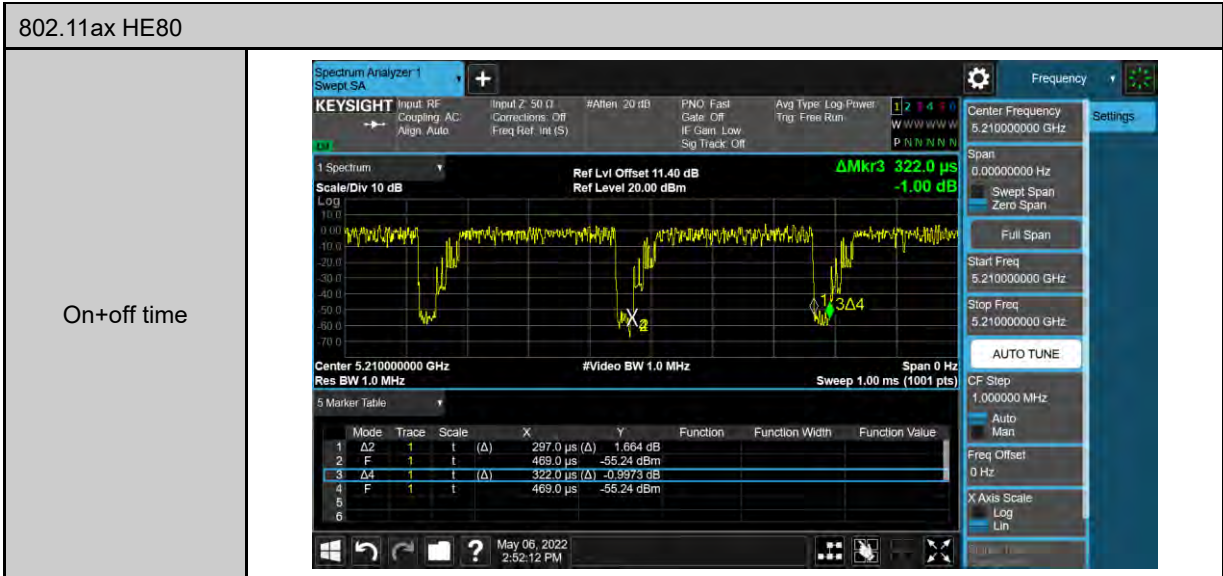 802.11ax HE80
On+off time
Spectrum Analyzer 1
Swept SA
+
Frequency
KEYSIGHT
Input: RF
Coupling: AC
Align: Auto
Input Z: 50 Ω
Corrections: Off
Freq Ref: Int (S)
#Atten: 20 dB
PNO: Fast
Gate: Off
IF Gain: Low
Sig Track: Off
Avg Type: Log-Power
Trig: Free Run
1 2 3 4 5 6
W W W W W W
P N N N N N
Settings
Center Frequency
5.210000000 GHz
Span
0.00000000 Hz
Swept Span
Zero Span
Full Span
Start Freq
5.210000000 GHz
Stop Freq
5.210000000 GHz
AUTO TUNE
CF Step
1.000000 MHz
Auto
Man
Freq Offset
0 Hz
X Axis Scale
Log
Lin
1 Spectrum
Scale/Div 10 dB
Ref Lvl Offset 11.40 dB
Ref Level 20.00 dBm
ΔMkr3 322.0 µs
-1.00 dB
Log
10.0
0.00
-10.0
-20.0
-30.0
-40.0
-50.0
-60.0
-70.0
3Δ4
Center 5.210000000 GHz
Res BW 1.0 MHz
#Video BW 1.0 MHz
Span 0 Hz
Sweep 1.00 ms (1001 pts)
5 Marker Table
Mode Trace Scale X Y Function Function Width Function Value
1 Δ2 1 t (Δ) 297.0 µs (Δ) 1.664 dB
2 F 1 t 469.0 µs -55.24 dBm
3 Δ4 1 t (Δ) 322.0 µs (Δ) -0.9973 dB
4 F 1 t 469.0 µs -55.24 dBm
5
6
?
May 06, 2022
2:52:12 PM